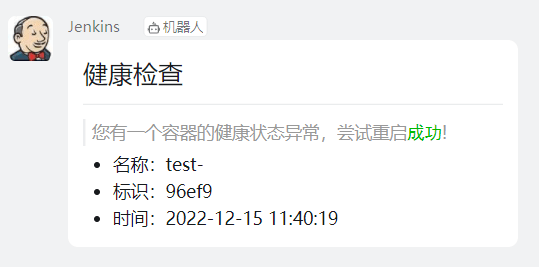 Jenkins 机器人
健康检查
您有一个容器的健康状态异常，尝试重启成功!
名称：test-
标识：96ef9
时间：2022-12-15 11:40:19